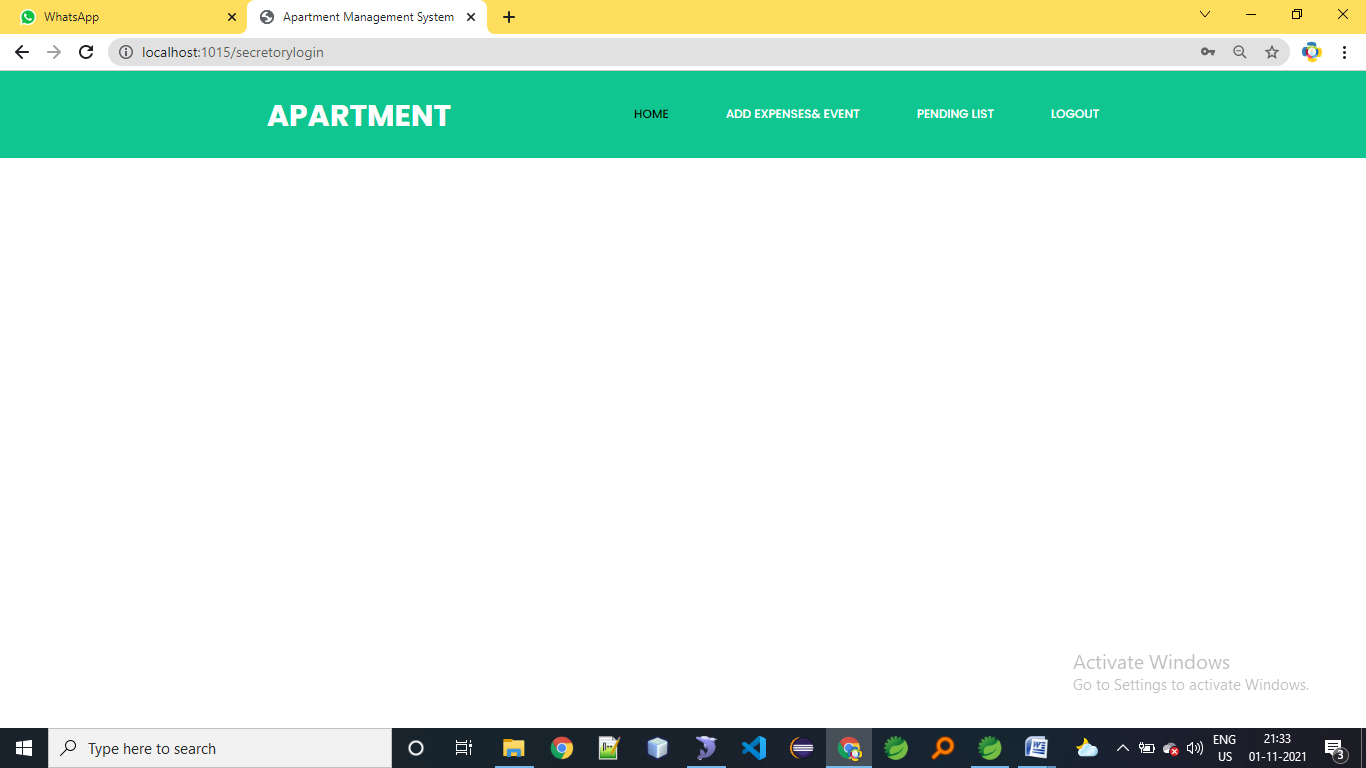 WhatsApp
Apartment Management System
localhost:1015/secretorylogin
APARTMENT
HOME
ADD EXPENSES& EVENT
PENDING LIST
LOGOUT
Activate Windows
Go to Settings to activate Windows.
Type here to search
ENG
US
21:33
01-11-2021
3